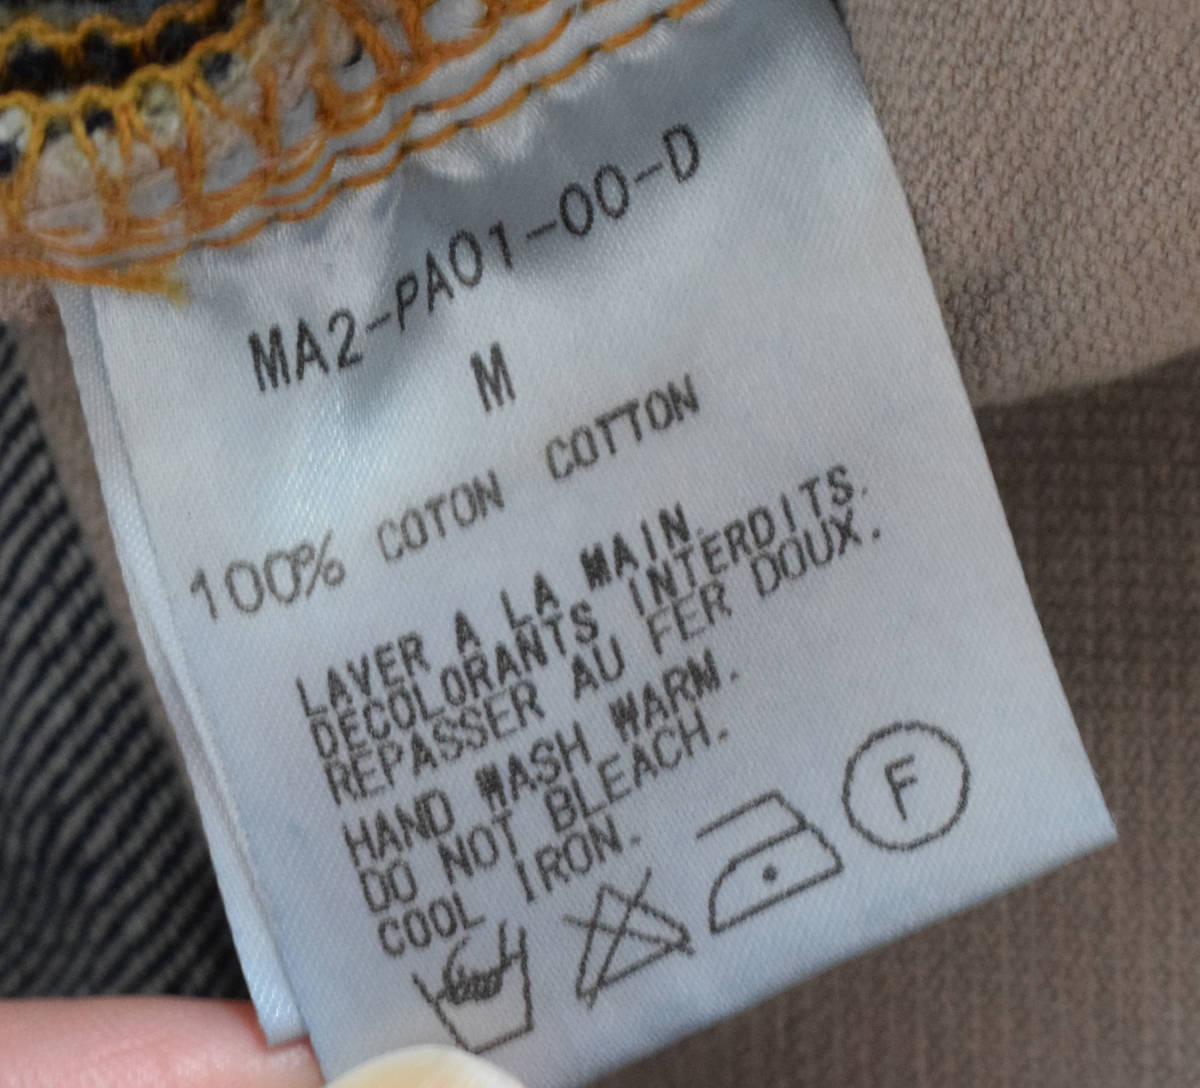 MA2-PA01-00-D
M
100% COTON COTTON
LAVER A LA MAIN.
DECOLORANTS INTERDITS.
REPASSER AU FER DOUX.
HAND WASH WARM.
DO NOT BLEACH.
COOL IRON.
F